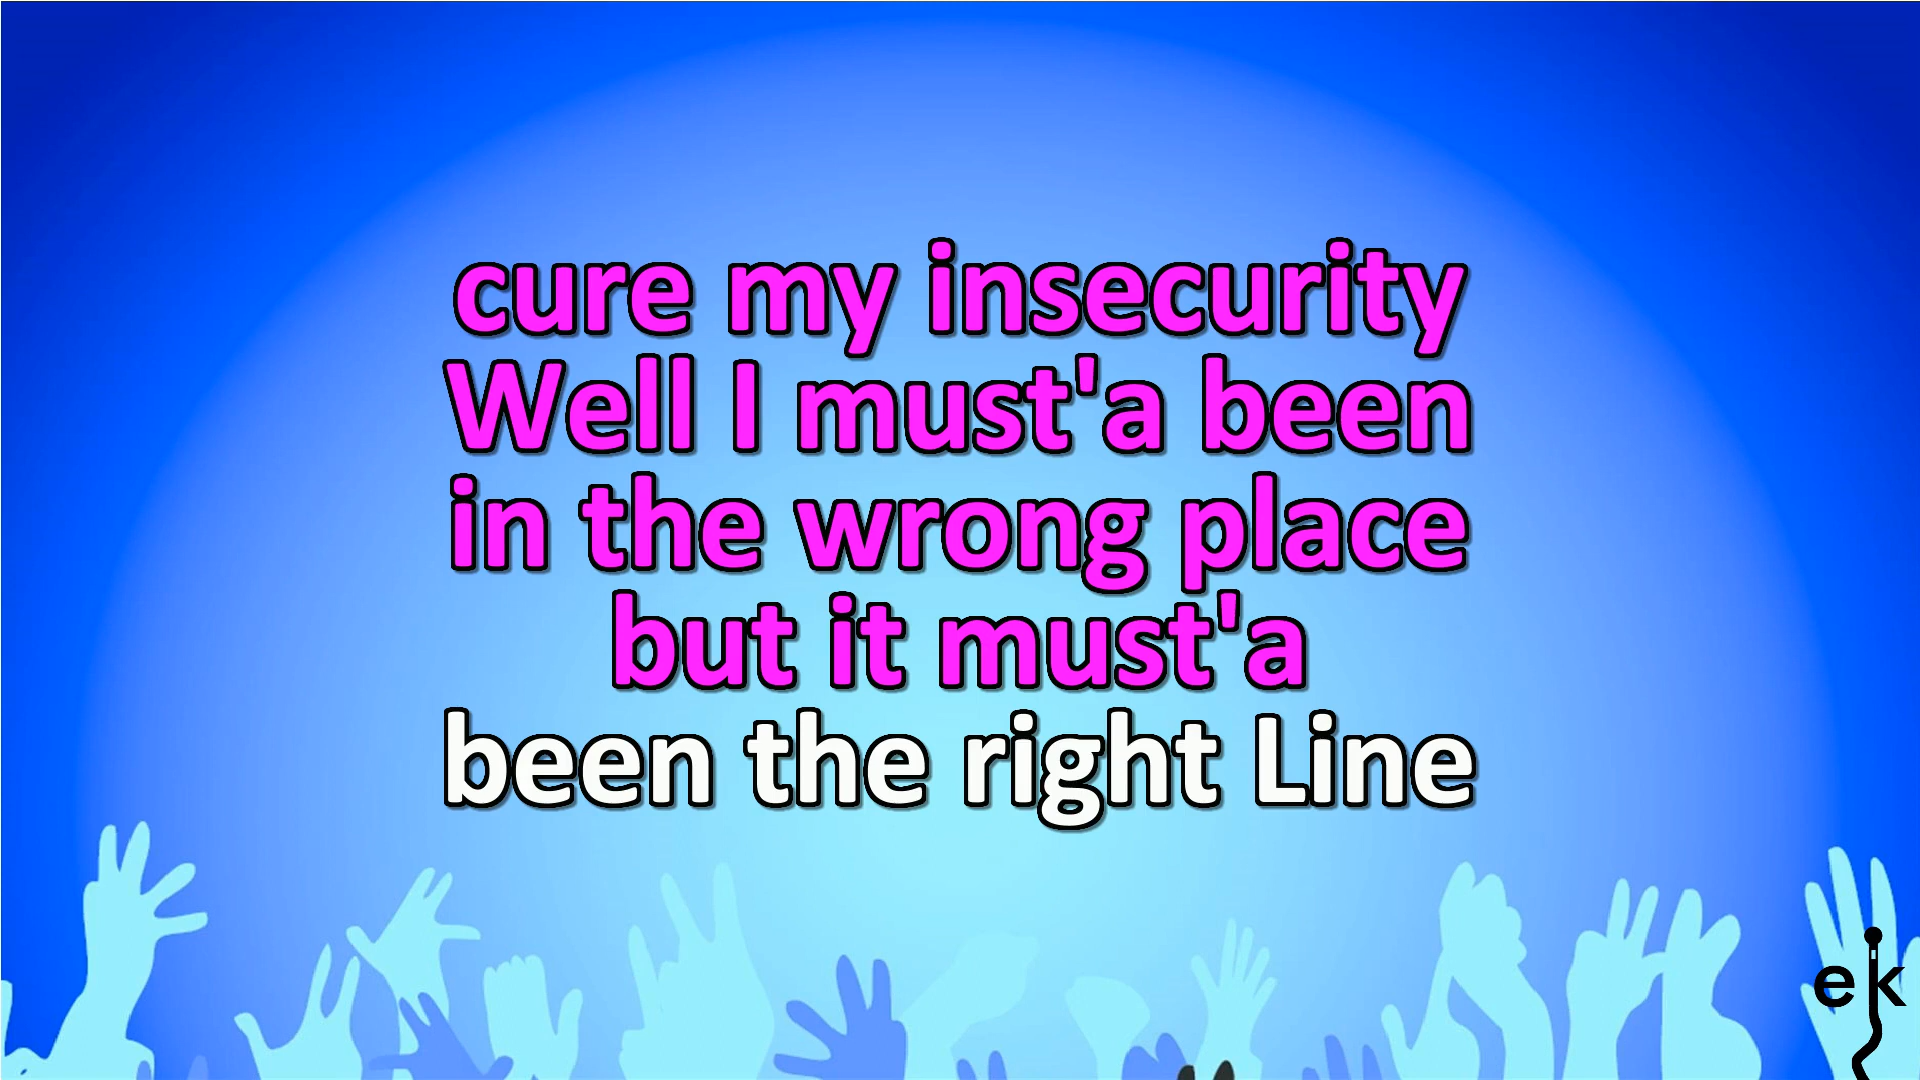 cure my insecurity
Well I must'a been
in the wrong place
but it must'a
been the right Line
ek